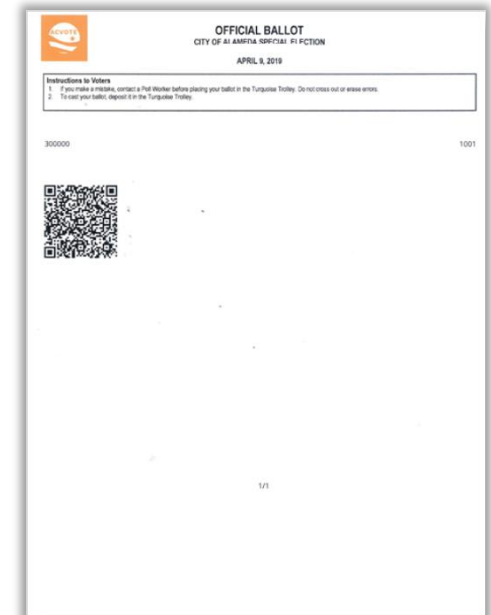 ACVOTE
OFFICIAL BALLOT
CITY OF ALAMEDA SPECIAL ELECTION
APRIL 9, 2019
Instructions to Voters
1. If you make a mistake, contact a Poll Worker before placing your ballot in the Turquoise Trolley. Do not cross out or erase errors.
2. To cast your ballot, deposit it in the Turquoise Trolley.
300000 1001
1/1